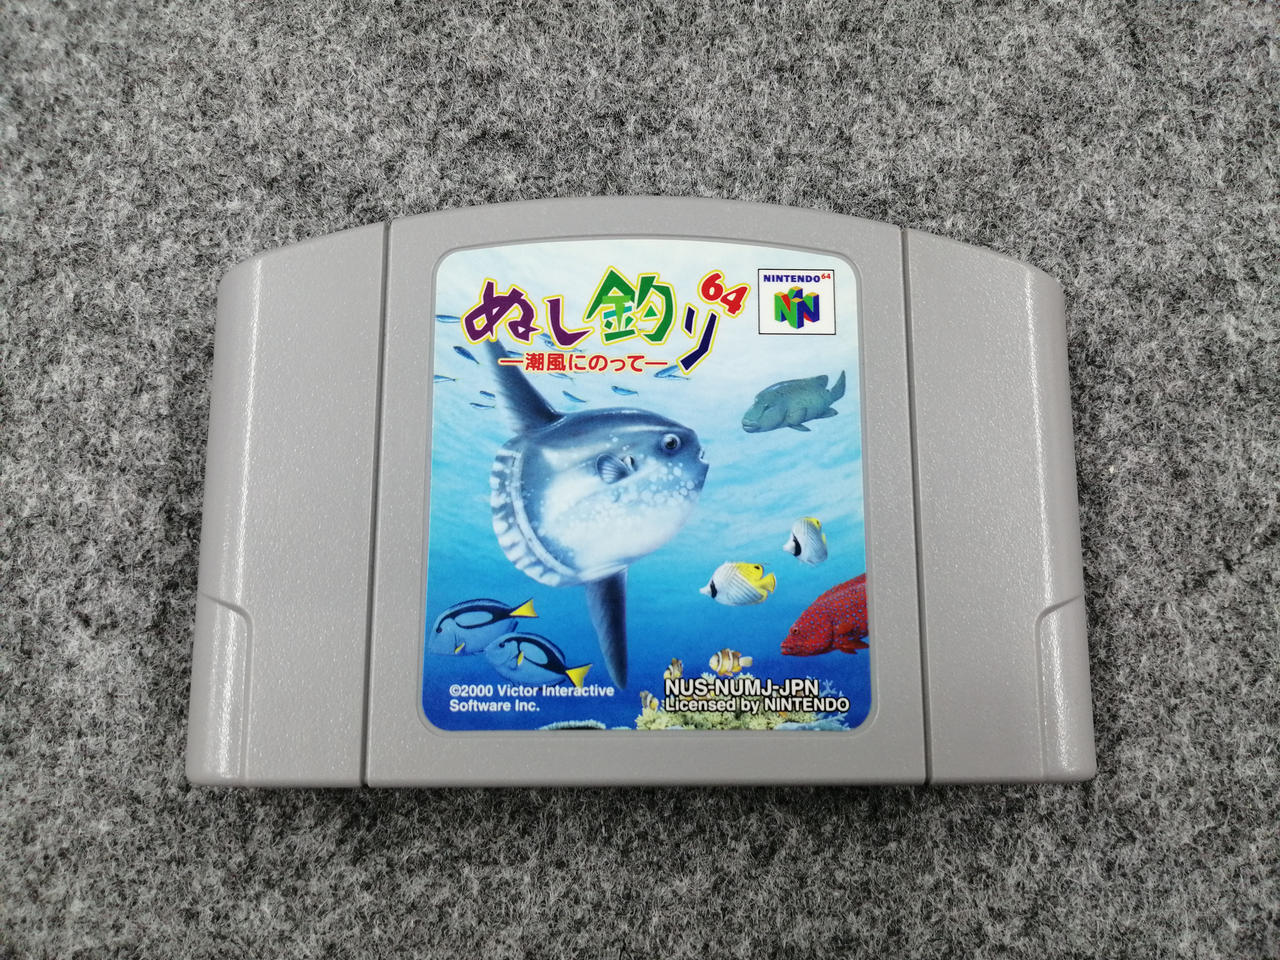 ぬし釣り64
―潮風にのって―
NINTENDO64
©2000 Victor Interactive
Software Inc.
NUS-NUMJ-JPN
Licensed by NINTENDO